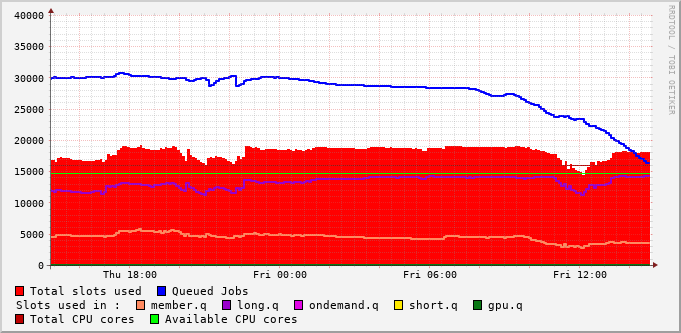 40000
35000
30000
25000
20000
15000
10000
5000
0
Thu 18:00 Fri 00:00 Fri 06:00 Fri 12:00
RRDTOOL / TOBI OETIKER
Total slots used Queued Jobs
Slots used in : member.q long.q ondemand.q short.q gpu.q
Total CPU cores Available CPU cores